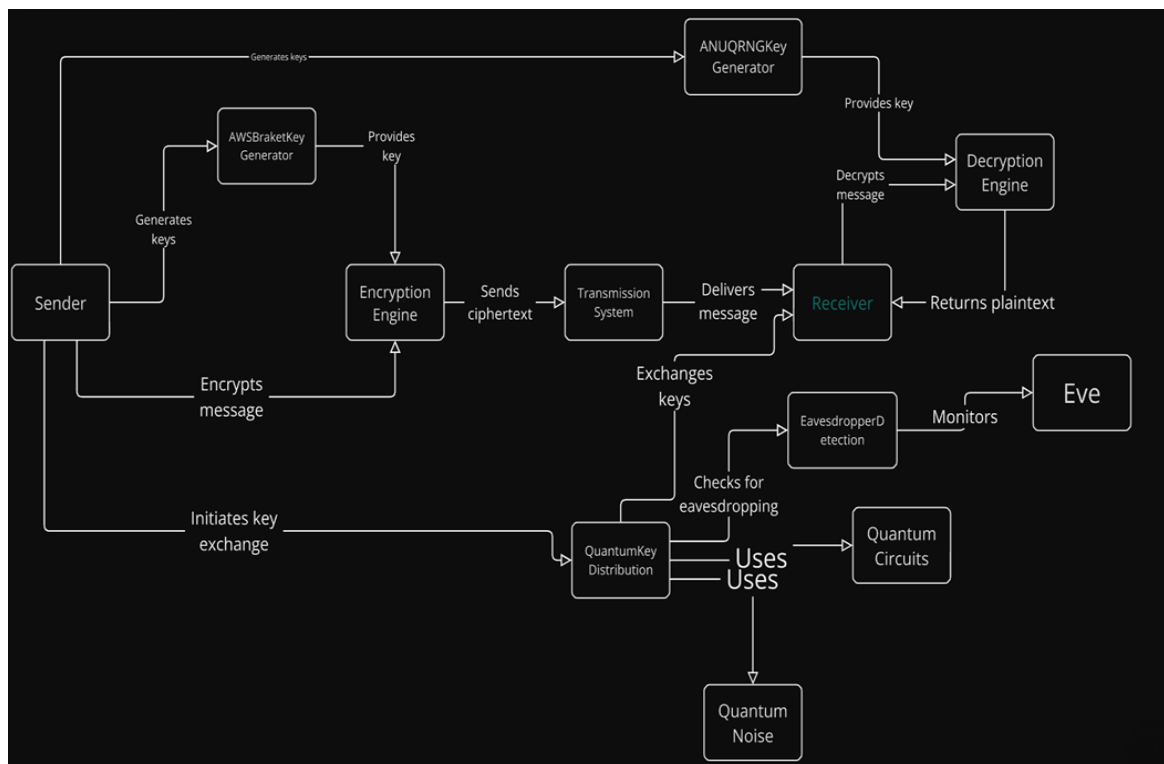 ANUQRNGKey
Generator
Generates keys
Provides key
AWSBraketKey
Generator
Provides
key
Decryption
Engine
Decrypts
message
Generates
keys
Sender
Encryption
Engine
Sends
ciphertext
Transmission
System
Delivers
message
Receiver
Returns plaintext
Encrypts
message
Exchanges
keys
Eve
EavesdropperD
etection
Monitors
Checks for
eavesdropping
Initiates key
exchange
QuantumKey
Distribution
Uses
Uses
Quantum
Circuits
Quantum
Noise